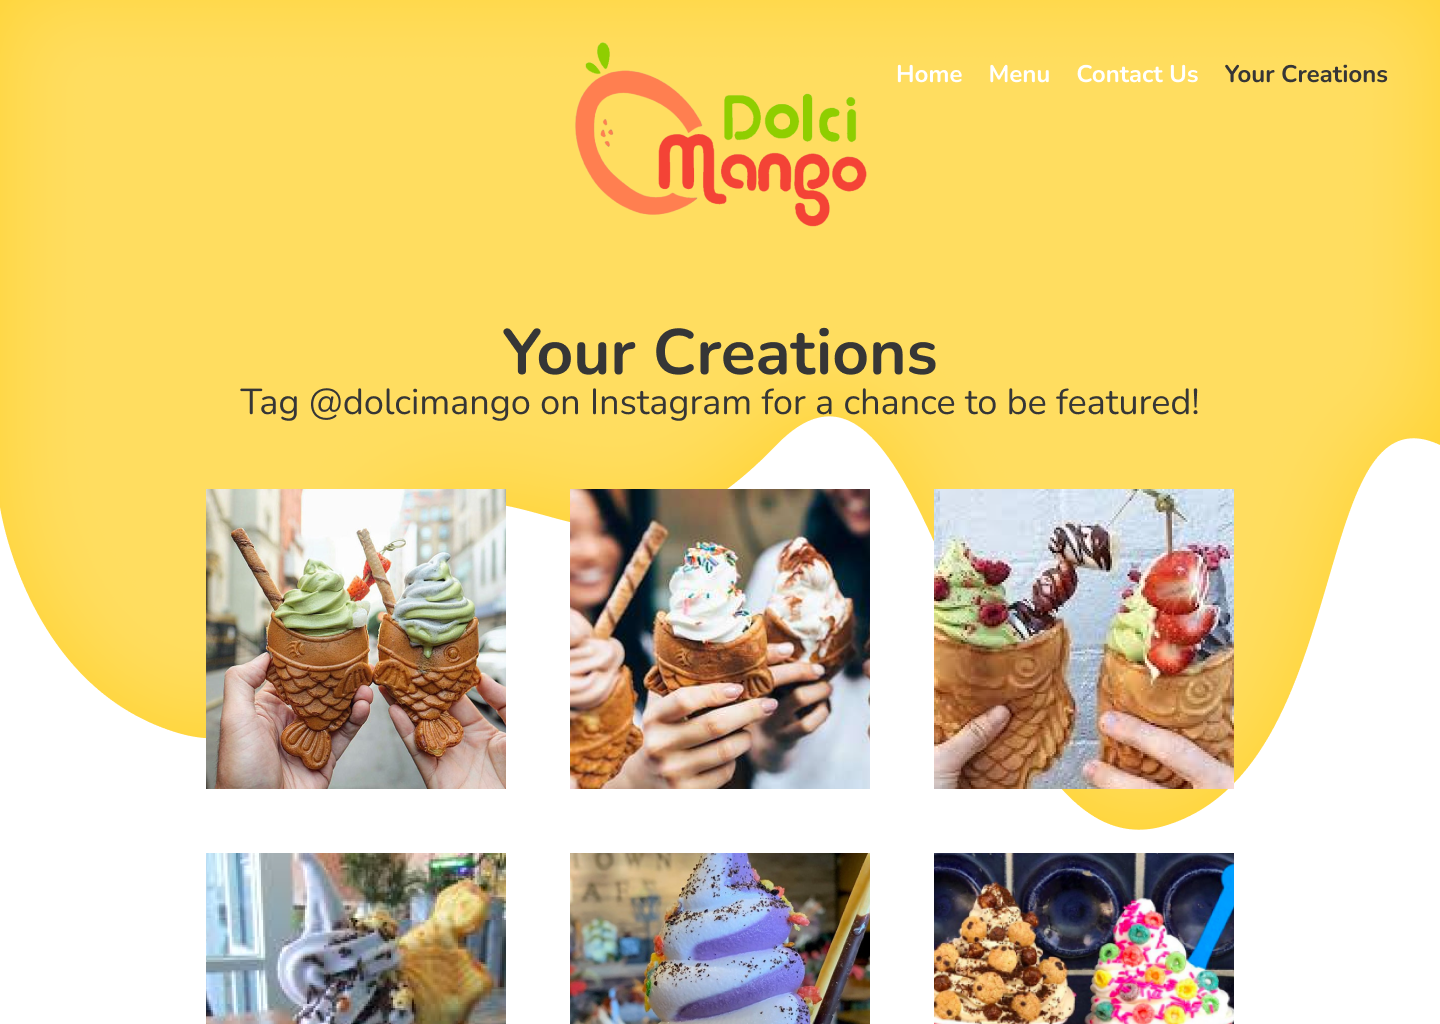 Dolci
Mango
Home Menu Contact Us Your Creations
Your Creations
Tag @dolcimango on Instagram for a chance to be featured!